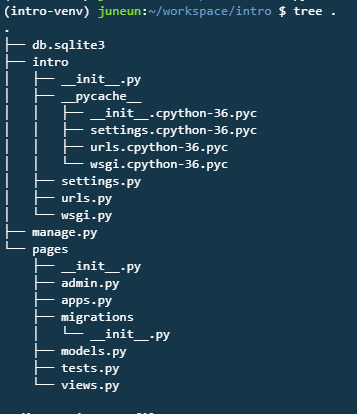 (intro-venv) juneun:~/workspace/intro $ tree .
.
├── db.sqlite3
├── intro
│   ├── __init__.py
│   ├── __pycache__
│   │   ├── __init__.cpython-36.pyc
│   │   ├── settings.cpython-36.pyc
│   │   ├── urls.cpython-36.pyc
│   │   └── wsgi.cpython-36.pyc
│   ├── settings.py
│   ├── urls.py
│   └── wsgi.py
├── manage.py
└── pages
    ├── __init__.py
    ├── admin.py
    ├── apps.py
    ├── migrations
    │   └── __init__.py
    ├── models.py
    ├── tests.py
    └── views.py